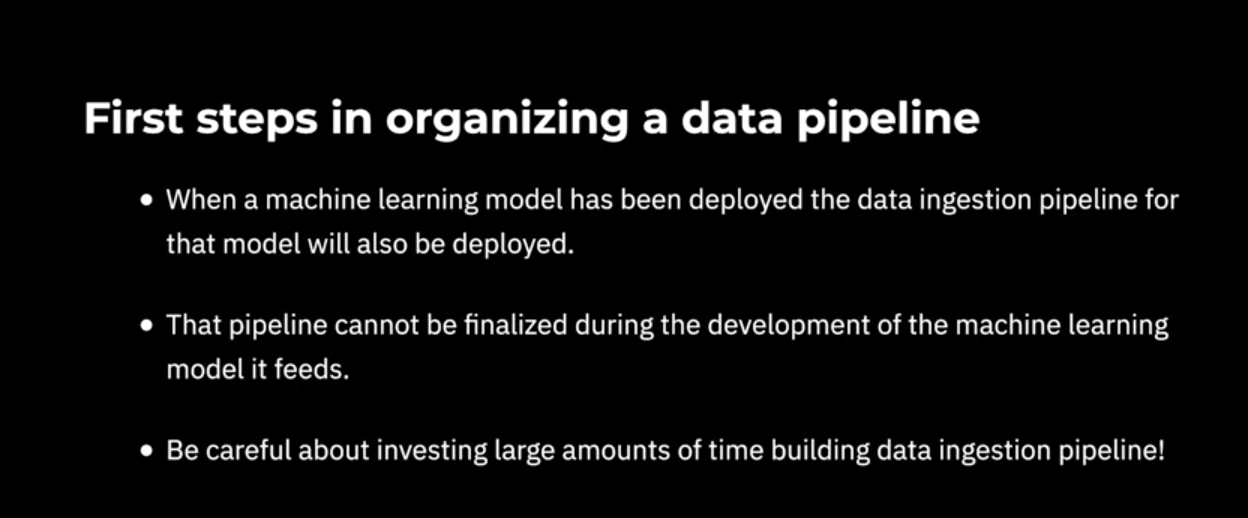 First steps in organizing a data pipeline
• When a machine learning model has been deployed the data ingestion pipeline for
that model will also be deployed.
• That pipeline cannot be finalized during the development of the machine learning
model it feeds.
• Be careful about investing large amounts of time building data ingestion pipeline!